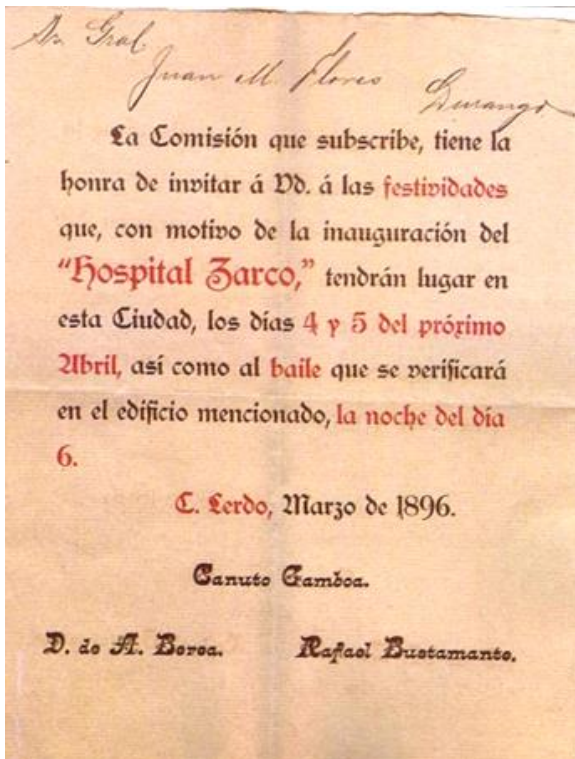 Sr. Gral.
Juan M. Flores
Durango
La Comisión que subscribe, tiene la
honra de invitar á Vd. á las festividades
que, con motivo de la inauguración del
"Hospital Zarco," tendrán lugar en
esta Ciudad, los días 4 y 5 del próximo
Abril, así como al baile que se verificará
en el edificio mencionado, la noche del día
6.
C. Lerdo, Marzo de 1896.
Canuto Gamboa.
D. de A. Borea.
Rafael Bustamante.